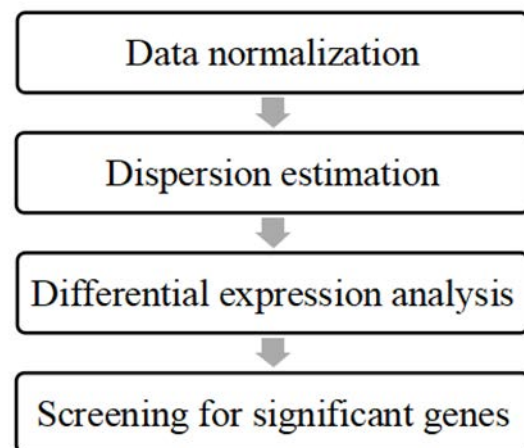 Data normalization
Dispersion estimation
Differential expression analysis
Screening for significant genes